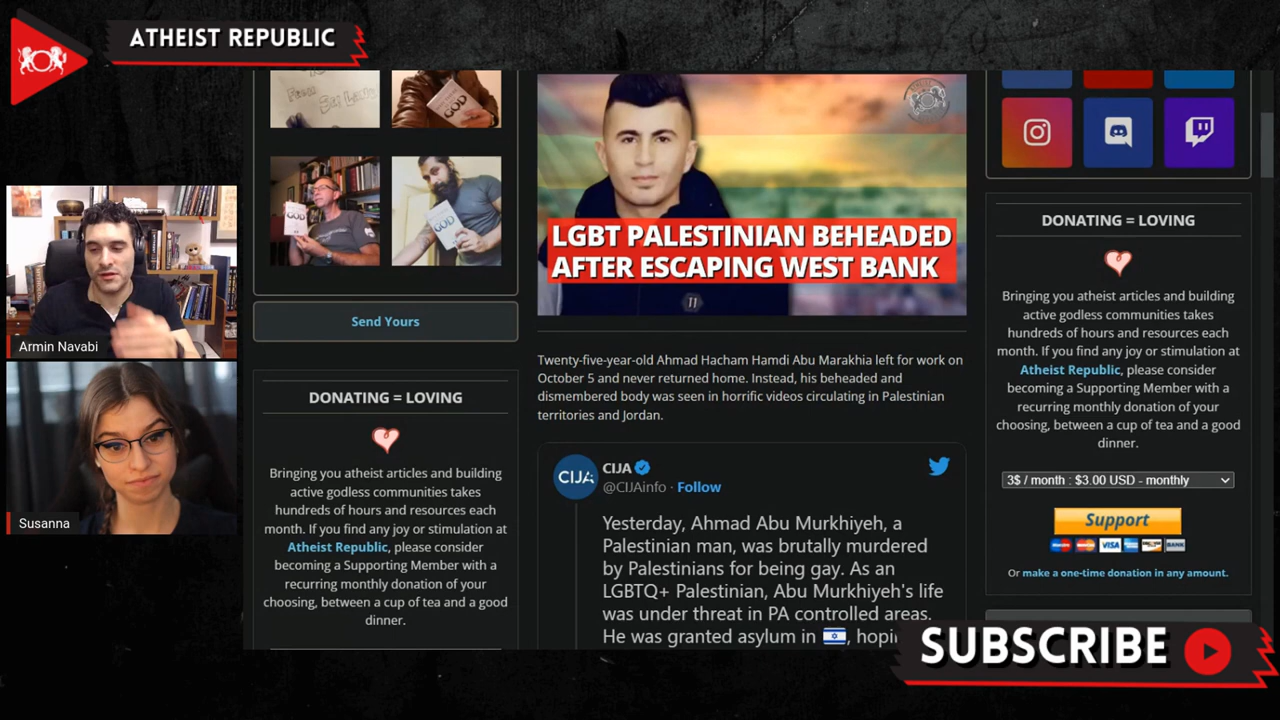 ATHEIST REPUBLIC
Armin Navabi
Susanna
GOD
GOD
GOD
Send Yours
DONATING = LOVING
Bringing you atheist articles and building
active godless communities takes
hundreds of hours and resources each
month. If you find any joy or stimulation at
Atheist Republic, please consider
becoming a Supporting Member with a
recurring monthly donation of your
choosing, between a cup of tea and a good
dinner.
LGBT PALESTINIAN BEHEADED
AFTER ESCAPING WEST BANK
11
Twenty-five-year-old Ahmad Hacham Hamdi Abu Marakhia left for work on
October 5 and never returned home. Instead, his beheaded and
dismembered body was seen in horrific videos circulating in Palestinian
territories and Jordan.
CIJA
CIJA
@CIJAinfo · Follow
Yesterday, Ahmad Abu Murkhiyeh, a
Palestinian man, was brutally murdered
by Palestinians for being gay. As an
LGBTQ+ Palestinian, Abu Murkhiyeh's life
was under threat in PA controlled areas.
He was granted asylum in 🇮🇱, hopi
DONATING = LOVING
Bringing you atheist articles and building
active godless communities takes
hundreds of hours and resources each
month. If you find any joy or stimulation at
Atheist Republic, please consider
becoming a Supporting Member with a
recurring monthly donation of your
choosing, between a cup of tea and a good
dinner.
3$ / month : $3.00 USD - monthly
Support
VISA
BANK
Or make a one-time donation in any amount.
SUBSCRIBE